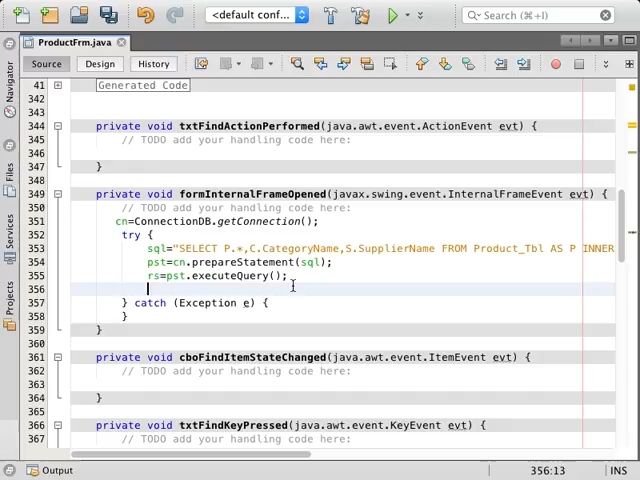 <default conf...
Search (⌘+I)
ProductFrm.java
Source Design History
Navigator
Files
Services
Projects
41 Generated Code
342
343
344 private void txtFindActionPerformed(java.awt.event.ActionEvent evt) {
345 // TODO add your handling code here:
346
347 }
348
349 private void formInternalFrameOpened(javax.swing.event.InternalFrameEvent evt) {
350 // TODO add your handling code here:
351 cn=ConnectionDB.getConnection();
352 try {
353 sql="SELECT P.*,C.CategoryName,S.SupplierName FROM Product_Tbl AS P INNER
354 pst=cn.prepareStatement(sql);
355 rs=pst.executeQuery();
356
357 } catch (Exception e) {
358 }
359 }
360
361 private void cboFindItemStateChanged(java.awt.event.ItemEvent evt) {
362 // TODO add your handling code here:
363
364 }
365
366 private void txtFindKeyPressed(java.awt.event.KeyEvent evt) {
367 // TODO add your handling code here:
Output
356:13 INS